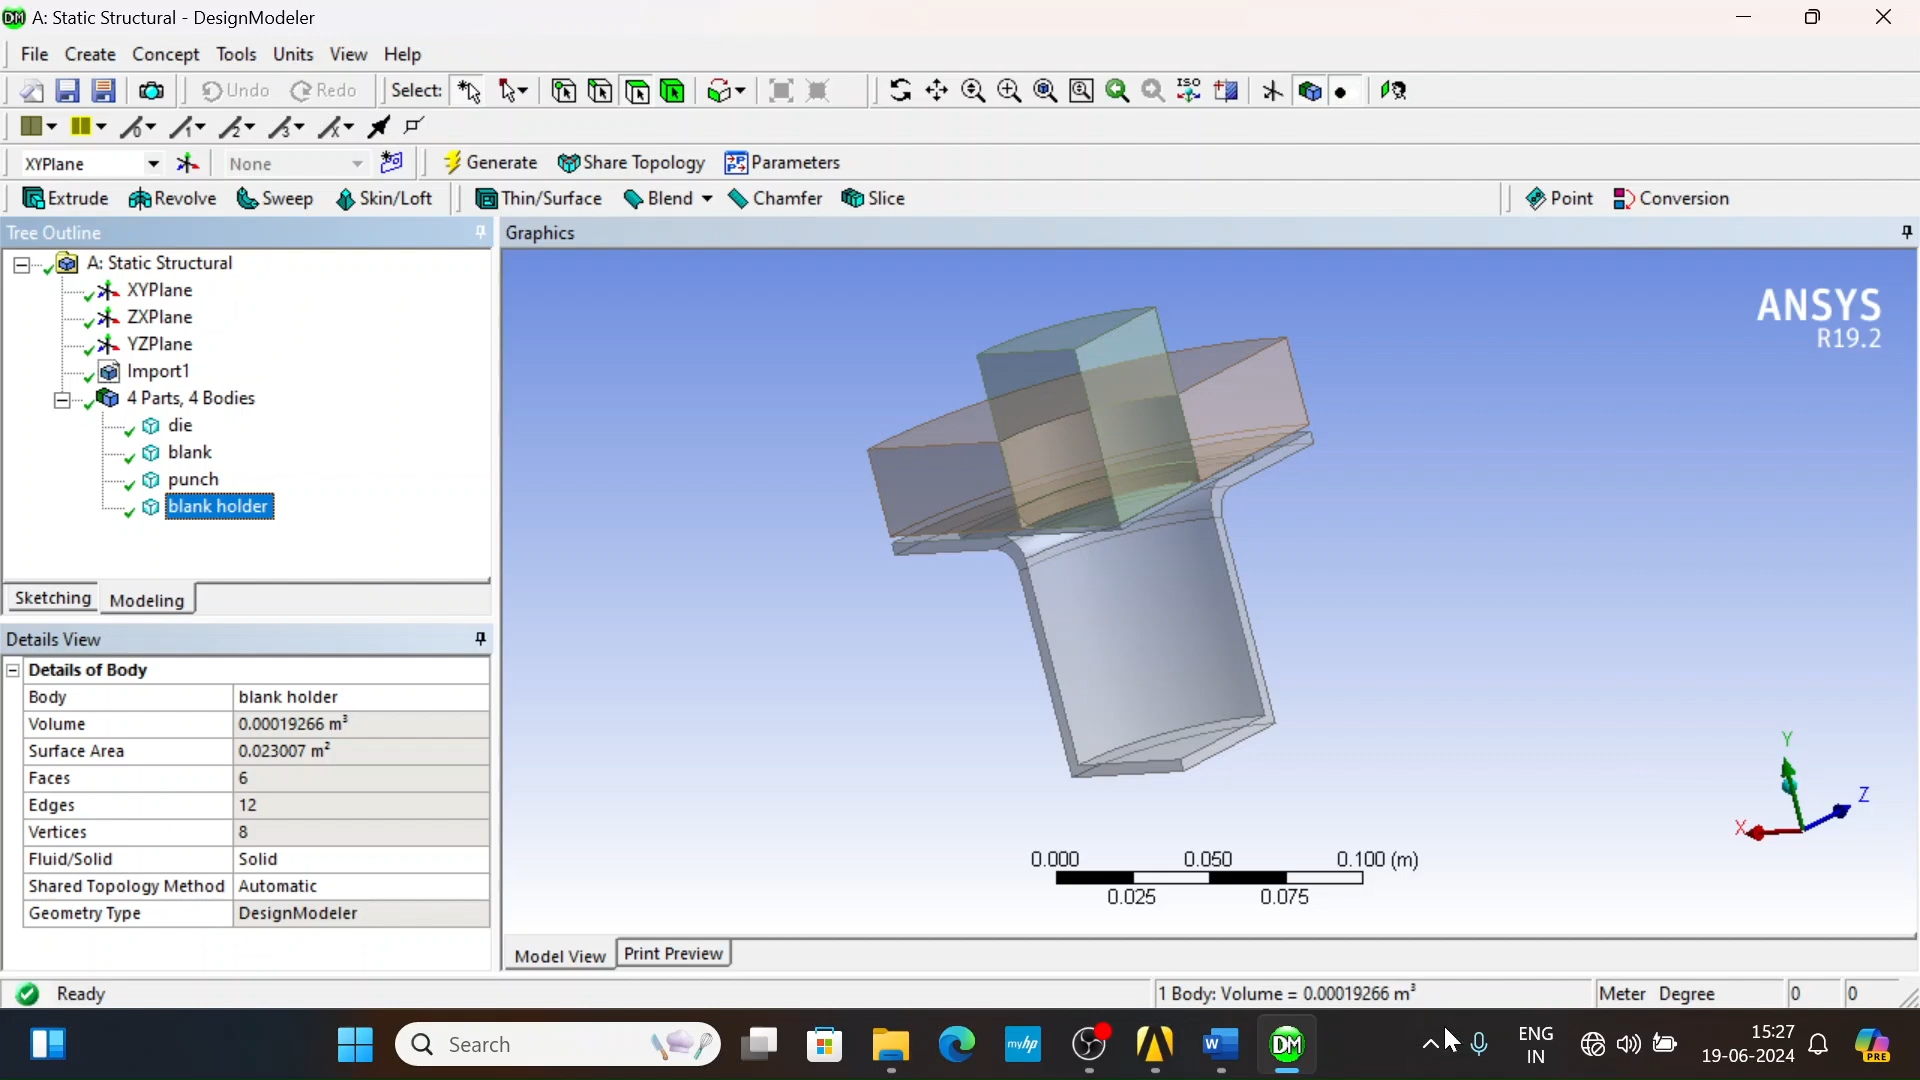 DM A: Static Structural - DesignModeler
File Create Concept Tools Units View Help
Undo Redo Select: ISO
XYPlane None Generate Share Topology Parameters
Extrude Revolve Sweep Skin/Loft Thin/Surface Blend Chamfer Slice Point Conversion
Tree Outline
Graphics
A: Static Structural
XYPlane
ZXPlane
YZPlane
Import1
4 Parts, 4 Bodies
die
blank
punch
blank holder
Sketching Modeling
Details View
Details of Body
Body blank holder
Volume 0.00019266 m³
Surface Area 0.023007 m²
Faces 6
Edges 12
Vertices 8
Fluid/Solid Solid
Shared Topology Method Automatic
Geometry Type DesignModeler
ANSYS
R19.2
Y
Z
X
0.000 0.050 0.100 (m)
0.025 0.075
Model View Print Preview
Ready 1 Body: Volume = 0.00019266 m³ Meter Degree 0 0
Search myhp W DM ENG 15:27
IN 19-06-2024 PRE